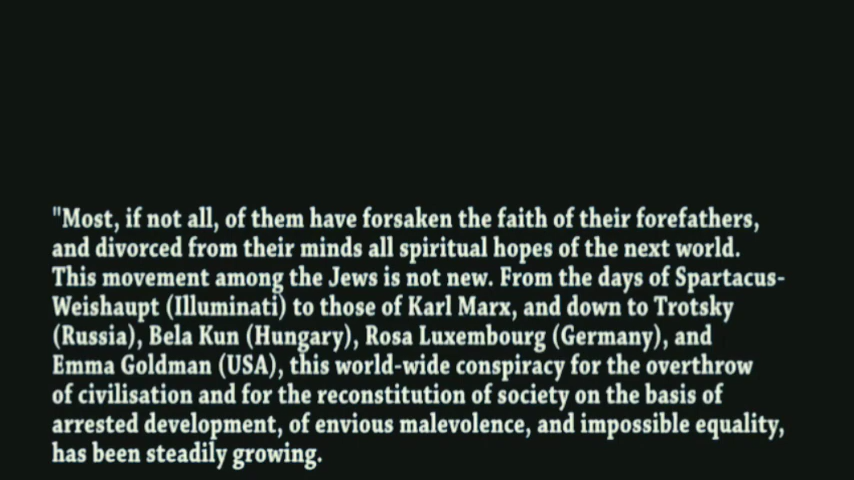 "Most, if not all, of them have forsaken the faith of their forefathers,
and divorced from their minds all spiritual hopes of the next world.
This movement among the Jews is not new. From the days of Spartacus-
Weishaupt (Illuminati) to those of Karl Marx, and down to Trotsky
(Russia), Bela Kun (Hungary), Rosa Luxembourg (Germany), and
Emma Goldman (USA), this world-wide conspiracy for the overthrow
of civilisation and for the reconstitution of society on the basis of
arrested development, of envious malevolence, and impossible equality,
has been steadily growing.